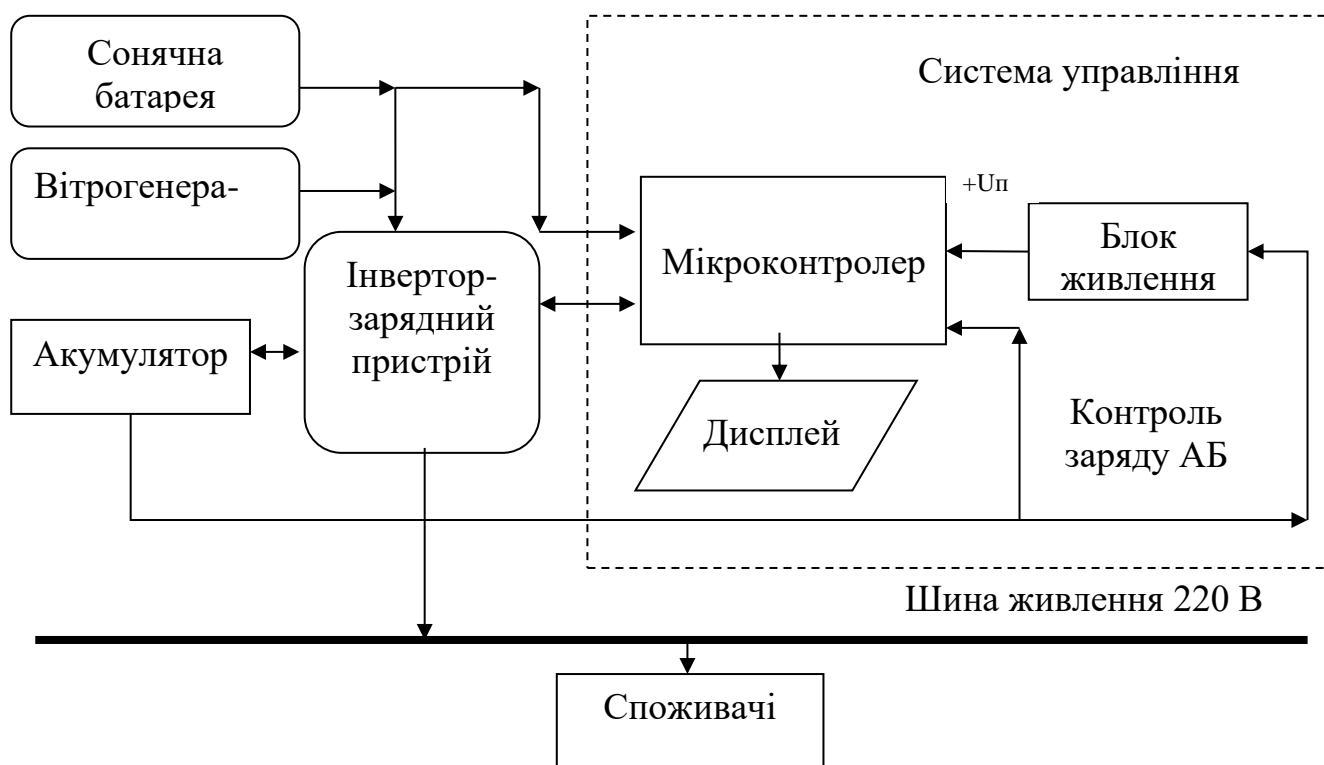 Сонячна
батарея
Система управління
Вітрогенера-
+Uп
Мікроконтролер
Блок
живлення
Інвертор-
зарядний
пристрій
Акумулятор
Дисплей
Контроль
заряду АБ
Шина живлення 220 В
Споживачі